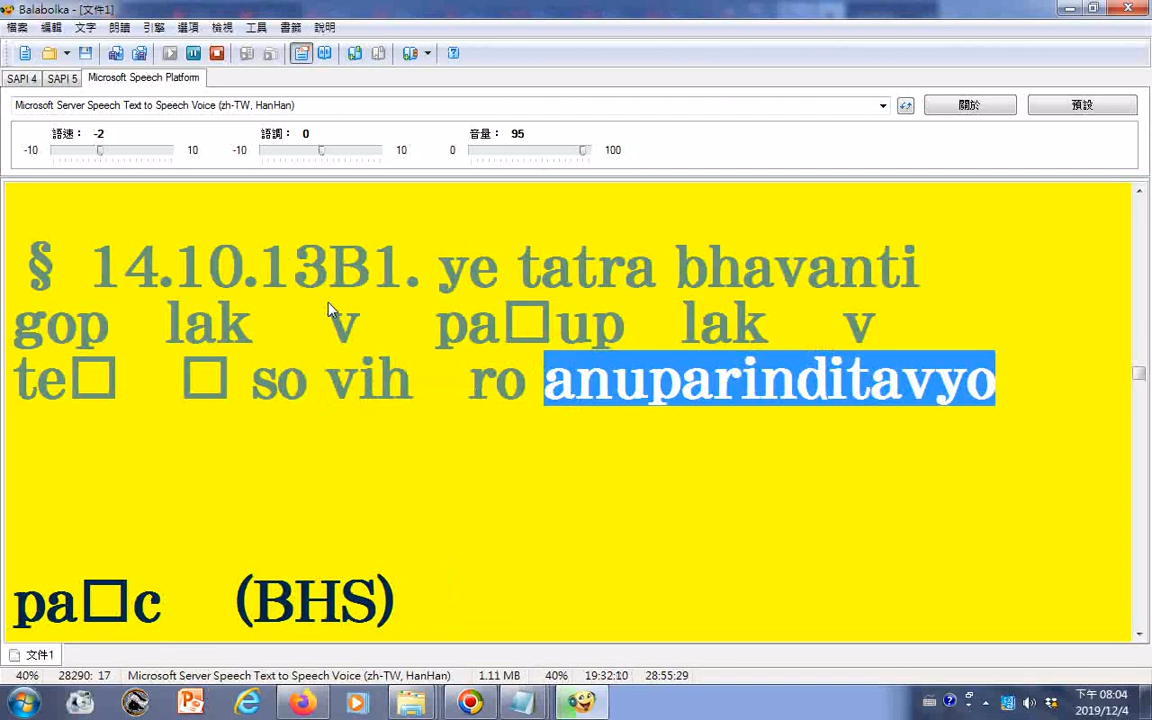 Balabolka - [文件1]
檔案 編輯 文字 朗讀 引擎 選項 檢視 工具 書籤 說明
SAPI 4 SAPI 5 Microsoft Speech Platform
Microsoft Server Speech Text to Speech Voice (zh-TW, HanHan) 關於 預設
語速： -2 語調： 0 音量： 95
-10 10 -10 10 0 100
§ 14.10.13B1. ye tatra bhavanti
gop lak v pa□up lak v
te□ □ so vih ro anuparinditavyo
pa□c (BHS)
文件1
40% 28290: 17 Microsoft Server Speech Text to Speech Voice (zh-TW, HanHan) 1.11 MB 40% 19:32:10 28:55:29
下午 08:04
2019/12/4